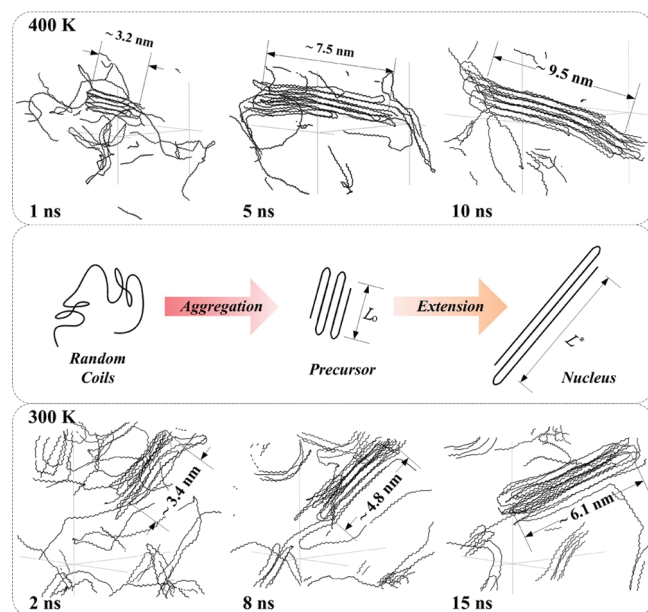 400 K
~ 3.2 nm
~ 7.5 nm
~ 9.5 nm
1 ns
5 ns
10 ns
Random
Coils
Aggregation
L₀
Precursor
Extension
L*
Nucleus
300 K
~ 3.4 nm
~ 4.8 nm
~ 6.1 nm
2 ns
8 ns
15 ns